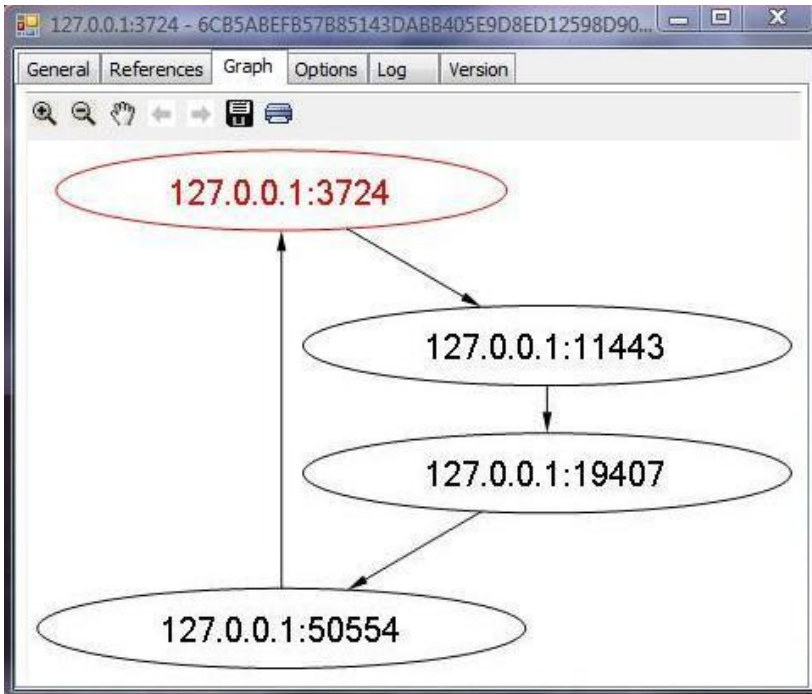 127.0.0.1:3724 - 6CB5ABEFB57B85143DABB405E9D8ED12598D90...
General References Graph Options Log Version
127.0.0.1:3724
127.0.0.1:11443
127.0.0.1:19407
127.0.0.1:50554